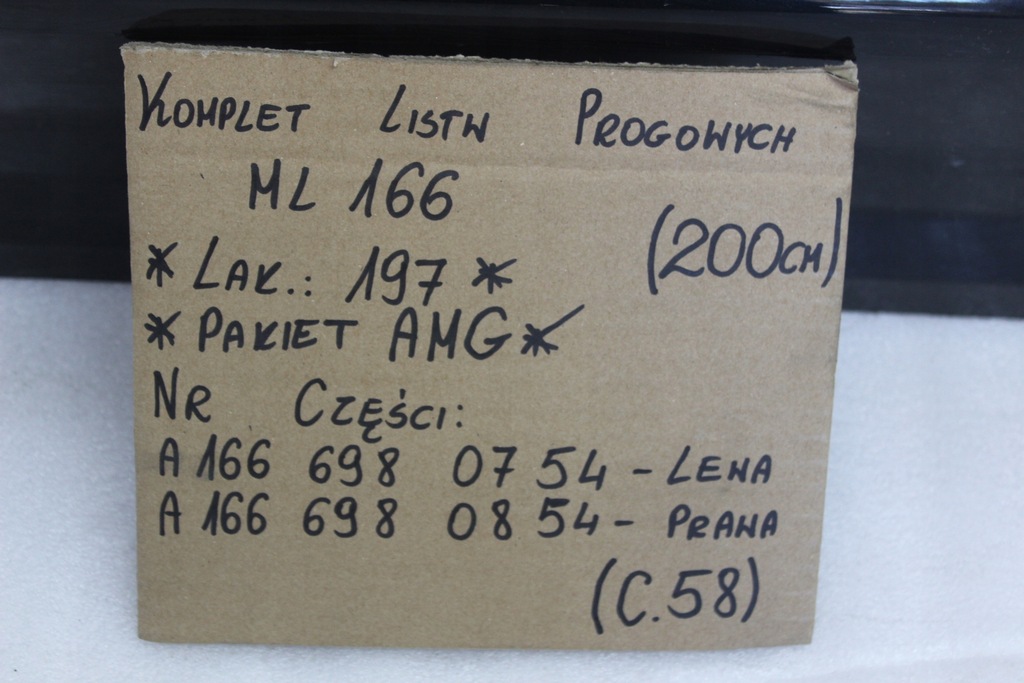 KOMPLET LISTW PROGOWYCH
ML 166
(200CM)
* LAK.: 197 *
* PAKIET AMG *
NR CZĘŚCI:
A 166 698 07 54 - LEWA
A 166 698 08 54 - PRAWA
(C.58)